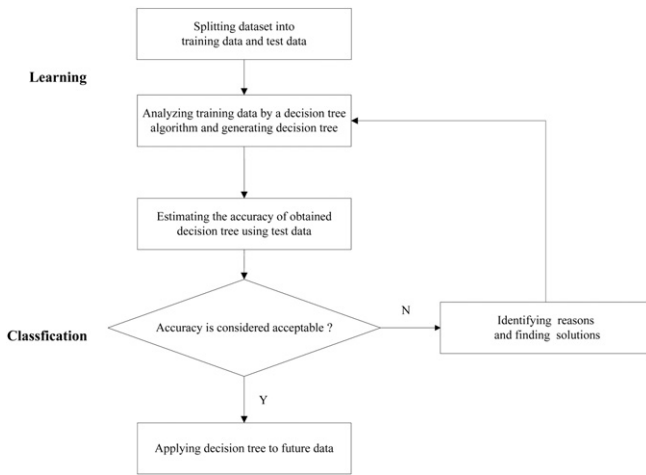 Splitting dataset into
training data and test data
Learning
Analyzing training data by a decision tree
algorithm and generating decision tree
Estimating the accuracy of obtained
decision tree using test data
Classfication
Accuracy is considered acceptable ?
N
Identifying reasons
and finding solutions
Y
Applying decision tree to future data